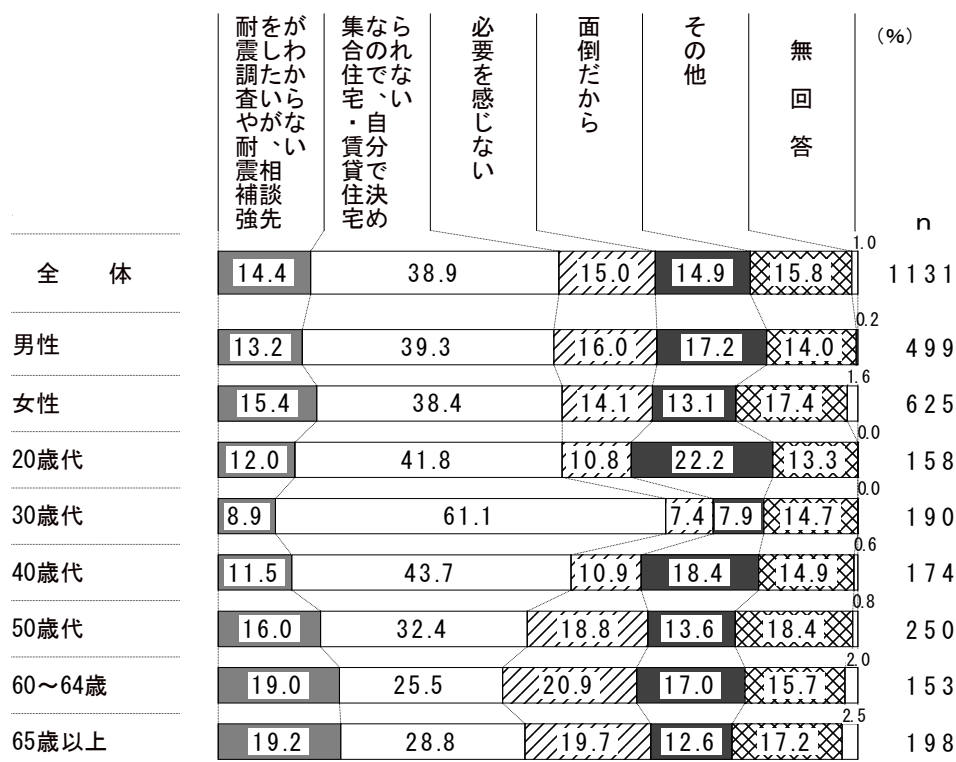 耐震調査や耐震補強
をしたいが、相談先
がわからない
集合住宅・賃貸住宅
なので、自分で決め
られない
必要を感じない
面倒だから
その他
無回答
(%)
n
全体 14.4 38.9 15.0 14.9 15.8 1.0 1131
男性 13.2 39.3 16.0 17.2 14.0 0.2 499
女性 15.4 38.4 14.1 13.1 17.4 1.6 625
20歳代 12.0 41.8 10.8 22.2 13.3 0.0 158
30歳代 8.9 61.1 7.4 7.9 14.7 0.0 190
40歳代 11.5 43.7 10.9 18.4 14.9 0.6 174
50歳代 16.0 32.4 18.8 13.6 18.4 0.8 250
60～64歳 19.0 25.5 20.9 17.0 15.7 2.0 153
65歳以上 19.2 28.8 19.7 12.6 17.2 2.5 198